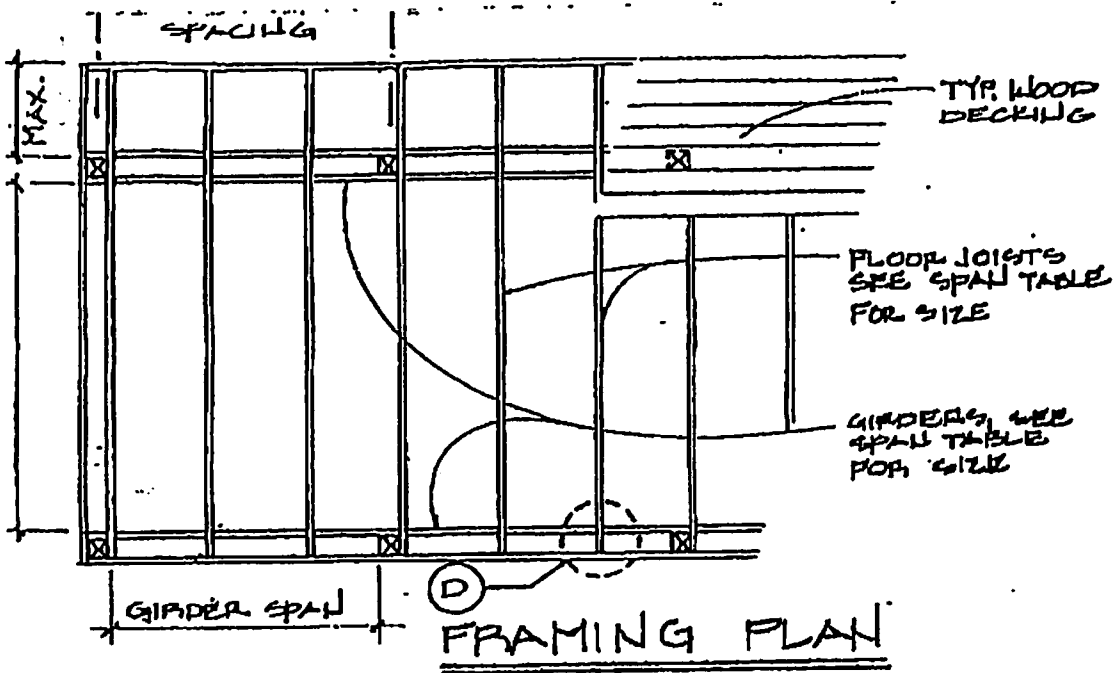 SPACING
MAX.
TYP. WOOD
DECKING
FLOOR JOISTS
SEE SPAN TABLE
FOR SIZE
GIRDERS, SEE
SPAN TABLE
FOR SIZE
D
GIRDER SPAN
FRAMING PLAN